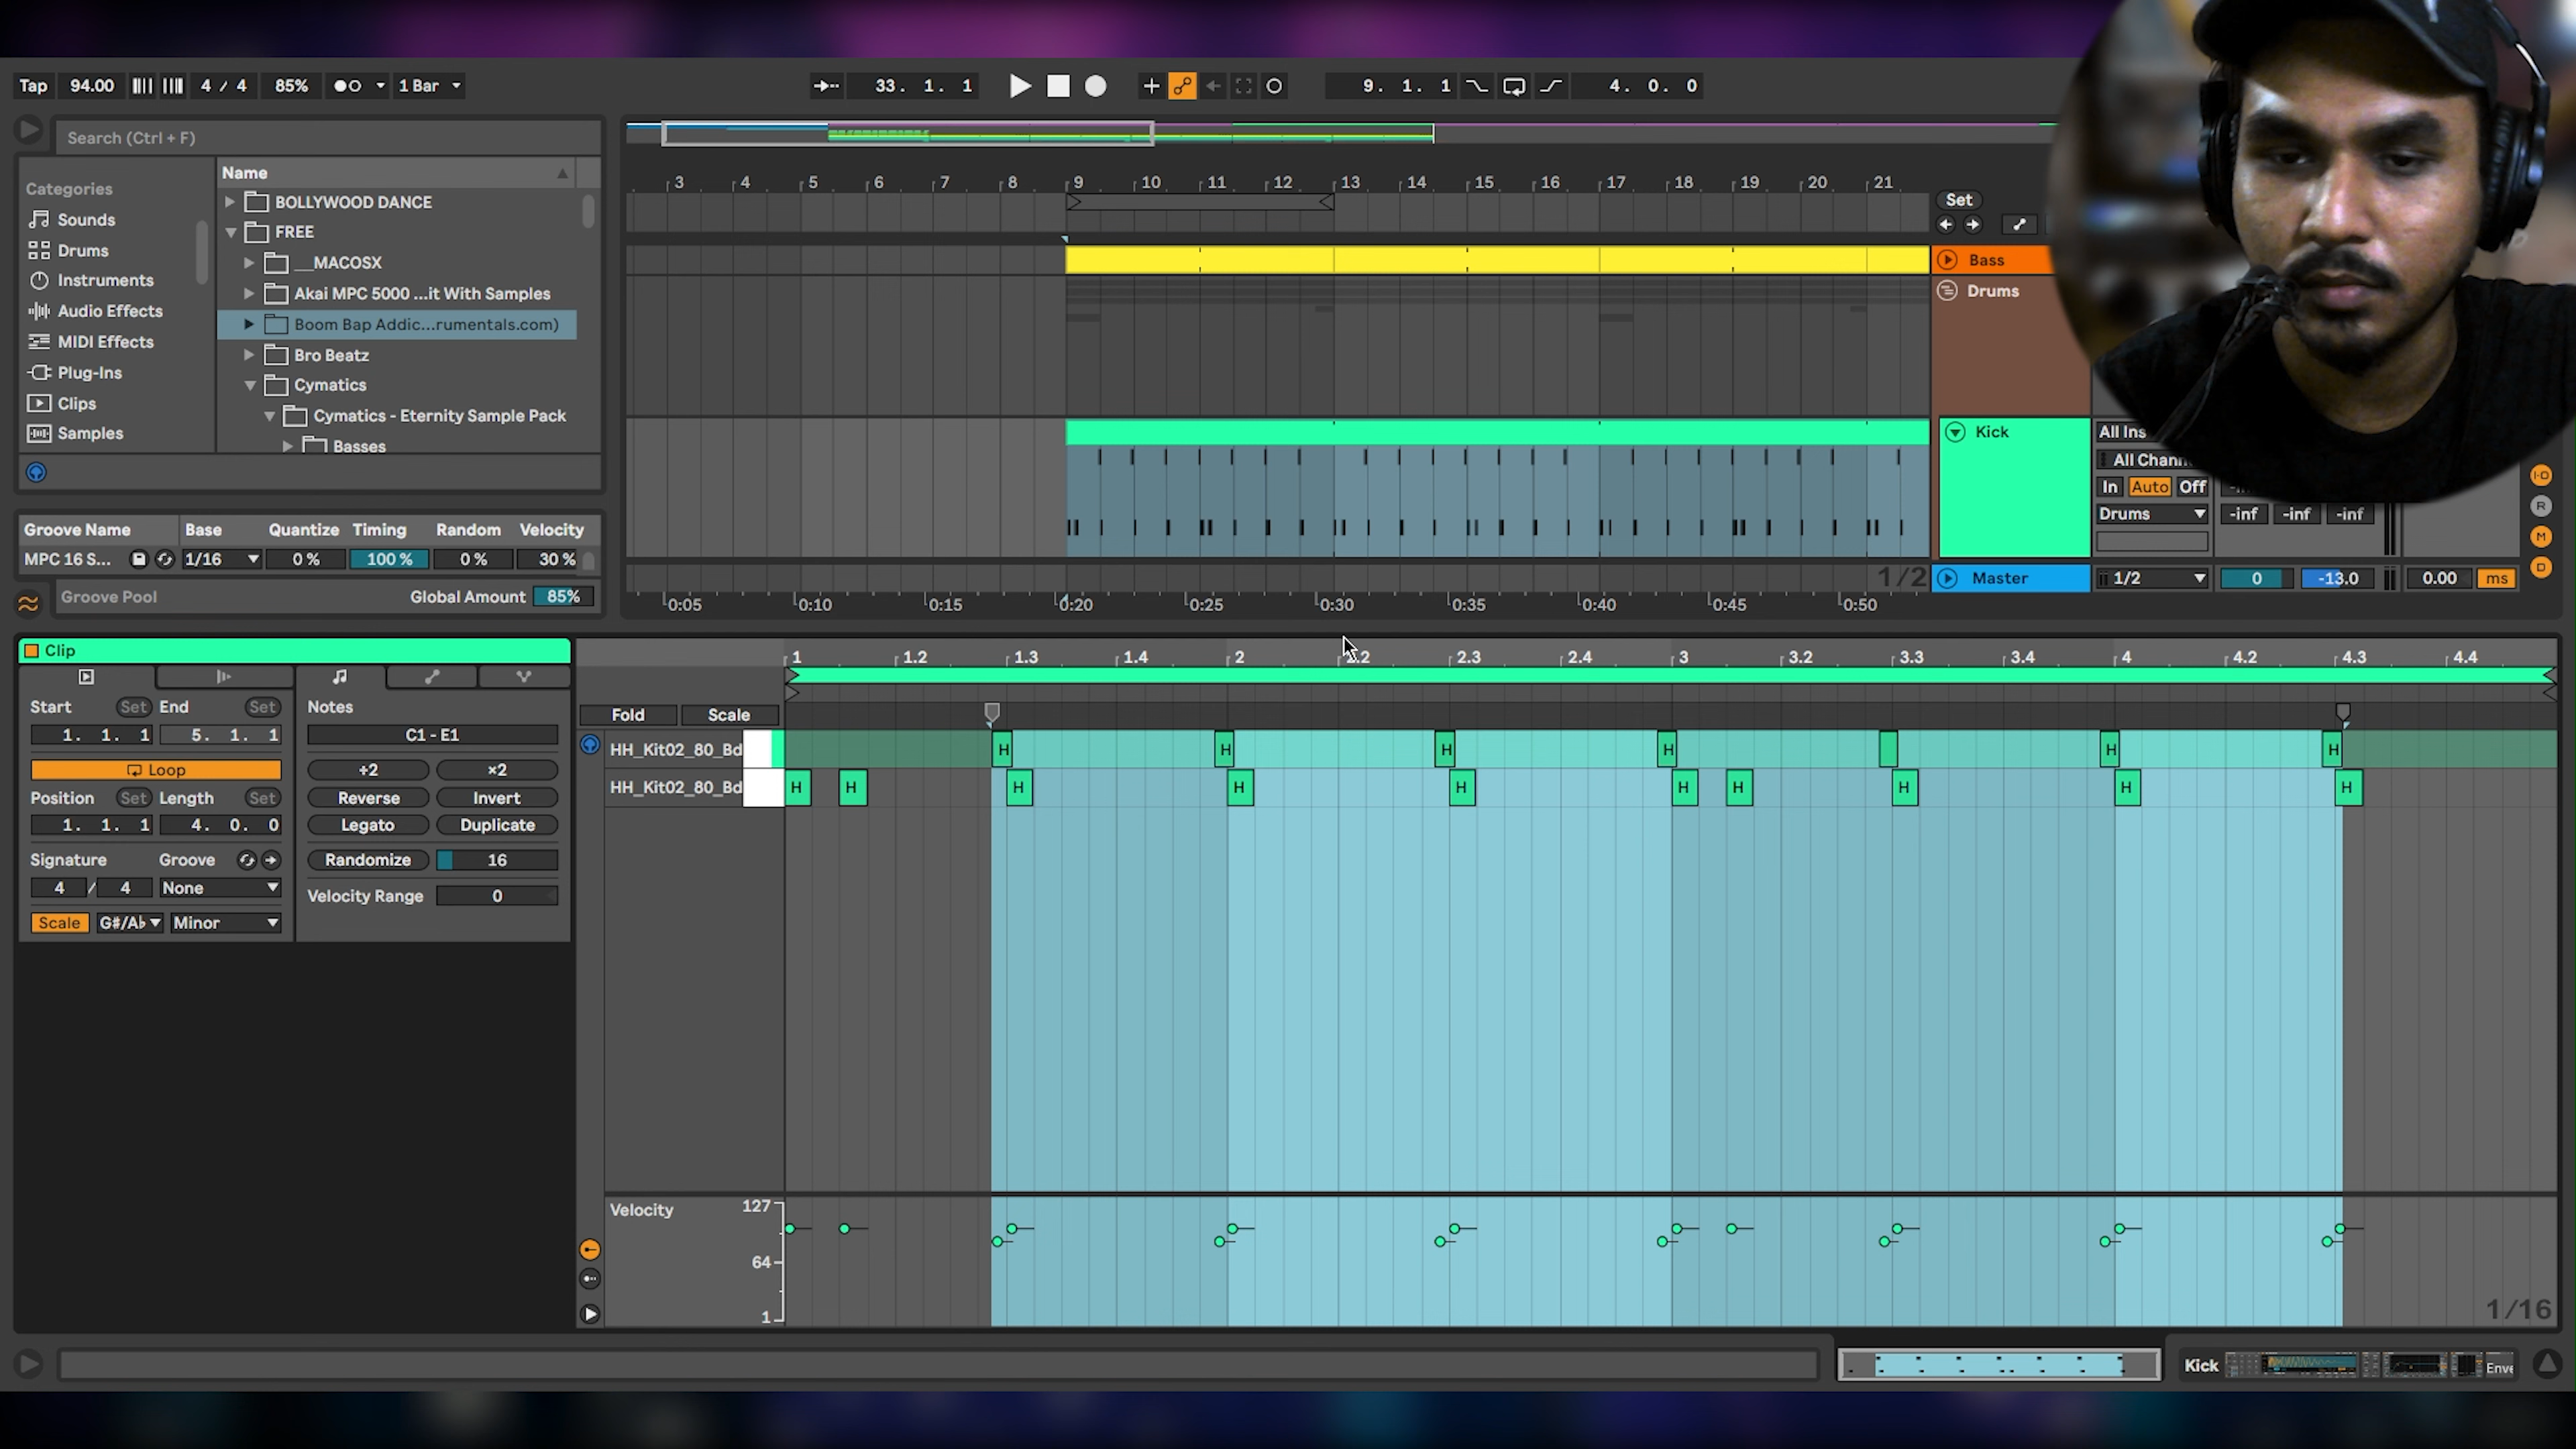 Tap 94.00 4 / 4 85% 1 Bar 33. 1. 1 9. 1. 1 4. 0. 0
Search (Ctrl + F)
Categories
Sounds
Drums
Instruments
Audio Effects
MIDI Effects
Plug-Ins
Clips
Samples
Name
BOLLYWOOD DANCE
FREE
__MACOSX
Akai MPC 5000 ...it With Samples
Boom Bap Addic...rumentals.com)
Bro Beatz
Cymatics
Cymatics - Eternity Sample Pack
Basses
Groove Name Base Quantize Timing Random Velocity
MPC 16 S... 1/16 0 % 100 % 0 % 30 %
Groove Pool Global Amount 85%
3 4 5 6 7 8 9 10 11 12 13 14 15 16 17 18 19 20 21
Set
Bass
Drums
Kick
All Ins
All Chann
In Auto Off
Drums
-inf -inf -inf
1/2
Master 1/2 0 -13.0 0.00 ms
0:05 0:10 0:15 0:20 0:25 0:30 0:35 0:40 0:45 0:50
I·O
R
M
D
Clip
Start Set End Set
1. 1. 1 5. 1. 1
Loop
Position Set Length Set
1. 1. 1 4. 0. 0
Signature Groove
4 / 4 None
Scale G#/A♭ Minor
Notes
C1 - E1
÷2 ×2
Reverse Invert
Legato Duplicate
Randomize 16
Velocity Range 0
1 1.2 1.3 1.4 2 2.2 2.3 2.4 3 3.2 3.3 3.4 4 4.2 4.3 4.4
Fold Scale
HH_Kit02_80_Bd H H H H H H
HH_Kit02_80_Bd H H H H H H H H H H
Velocity 127
64
1
1/16
Kick
Enve